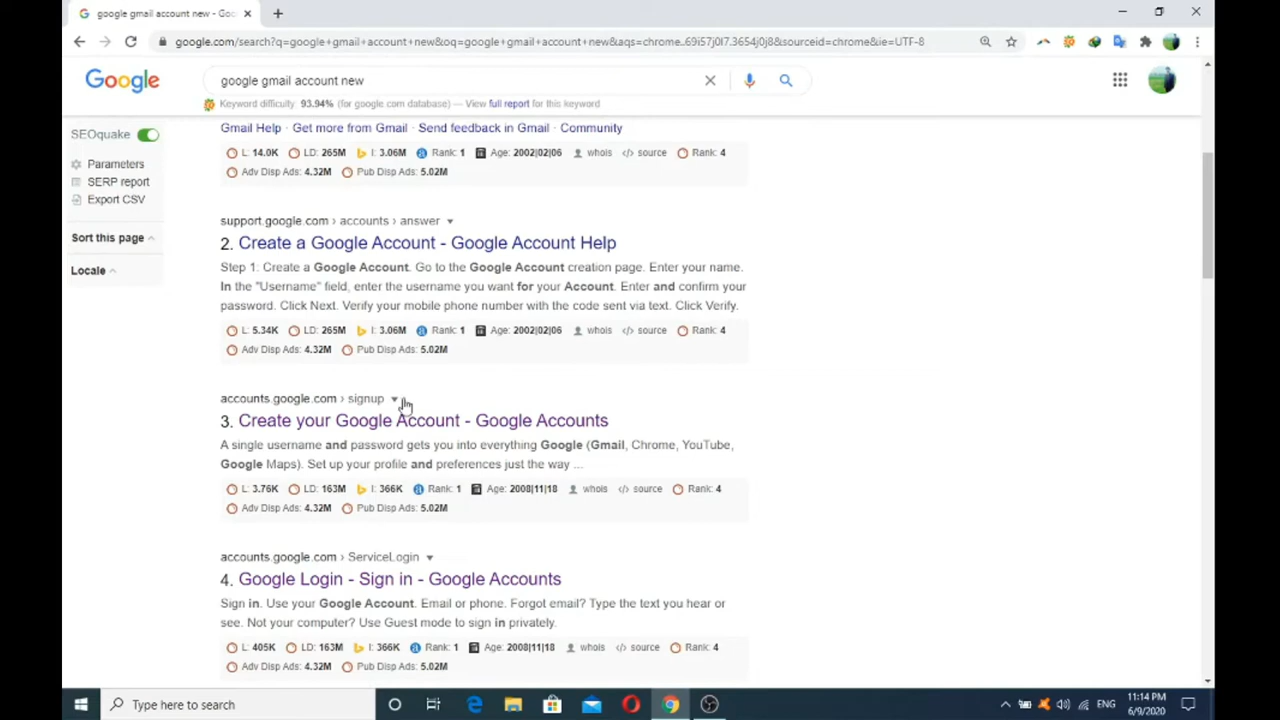 google gmail account new - Goo
google.com/search?q=google+gmail+account+new&oq=google+gmail+account+new&aqs=chrome..69i57j0l7.3654j0j8&sourceid=chrome&ie=UTF-8
Google
google gmail account new
Keyword difficulty 93.94% (for google.com database) — View full report for this keyword
SEOquake
Parameters
SERP report
Export CSV
Sort this page
Locale
Gmail Help · Get more from Gmail · Send feedback in Gmail · Community
L: 14.0K LD: 265M I: 3.06M Rank: 1 Age: 2002|02|06 whois </> source Rank: 4
Adv Disp Ads: 4.32M Pub Disp Ads: 5.02M
support.google.com › accounts › answer
2. Create a Google Account - Google Account Help
Step 1: Create a Google Account. Go to the Google Account creation page. Enter your name.
In the "Username" field, enter the username you want for your Account. Enter and confirm your
password. Click Next. Verify your mobile phone number with the code sent via text. Click Verify.
L: 5.34K LD: 265M I: 3.06M Rank: 1 Age: 2002|02|06 whois </> source Rank: 4
Adv Disp Ads: 4.32M Pub Disp Ads: 5.02M
accounts.google.com › signup
3. Create your Google Account - Google Accounts
A single username and password gets you into everything Google (Gmail, Chrome, YouTube,
Google Maps). Set up your profile and preferences just the way ...
L: 3.76K LD: 163M I: 366K Rank: 1 Age: 2008|11|18 whois </> source Rank: 4
Adv Disp Ads: 4.32M Pub Disp Ads: 5.02M
accounts.google.com › ServiceLogin
4. Google Login - Sign in - Google Accounts
Sign in. Use your Google Account. Email or phone. Forgot email? Type the text you hear or
see. Not your computer? Use Guest mode to sign in privately.
L: 405K LD: 163M I: 366K Rank: 1 Age: 2008|11|18 whois </> source Rank: 4
Adv Disp Ads: 4.32M Pub Disp Ads: 5.02M
Type here to search
ENG
11:14 PM
6/9/2020